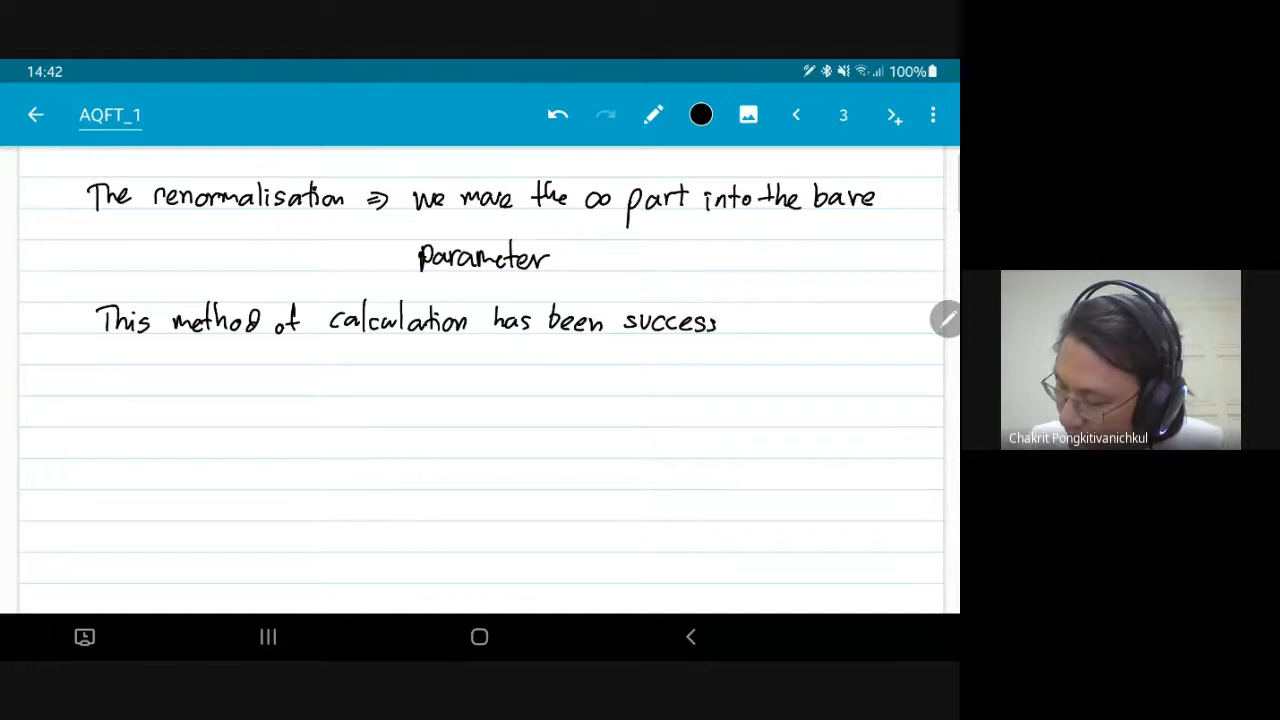 14:42
100%
AQFT_1
3
The renormalisation ⇒ we move the ∞ part into the bare
parameter
This method of calculation has been success
Chakrit Pongkitivanichkul